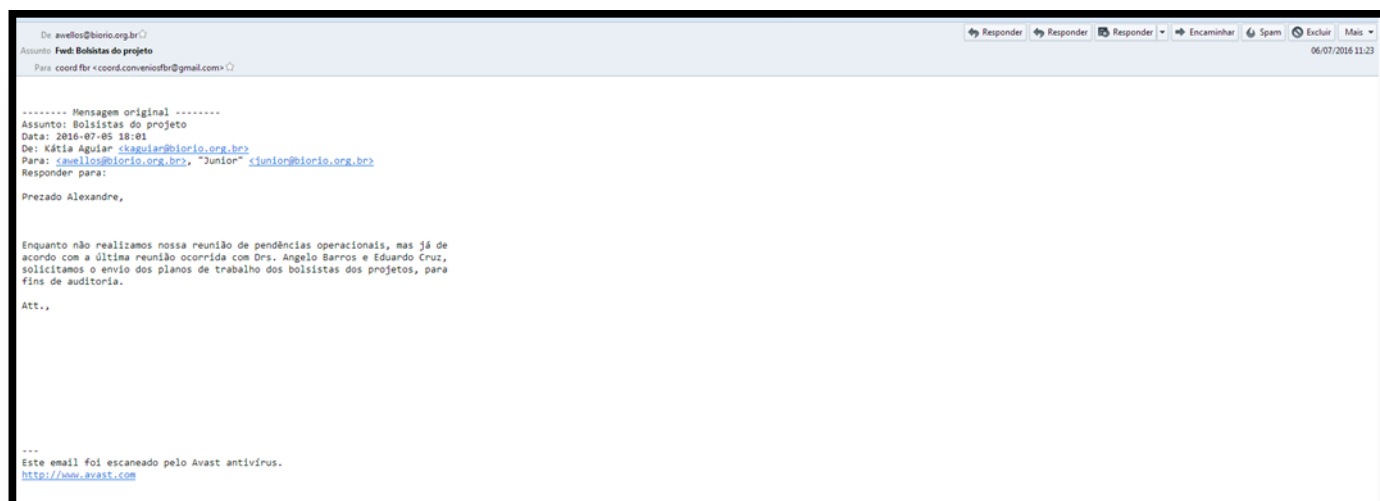 De awellos@biorio.org.br
Responder Responder Responder Encaminhar Spam Excluir Mais
Assunto Fwd: Bolsistas do projeto
06/07/2016 11:23
Para coord fbr <coord.conveniosfbr@gmail.com>
-------- Mensagem original --------
Assunto: Bolsistas do projeto
Data: 2016-07-05 18:01
De: Kátia Aguiar <kaguiar@biorio.org.br>
Para: <awellos@biorio.org.br>, "Junior" <junior@biorio.org.br>
Responder para:
Prezado Alexandre,
Enquanto não realizamos nossa reunião de pendências operacionais, mas já de
acordo com a última reunião ocorrida com Drs. Angelo Barros e Eduardo Cruz,
solicitamos o envio dos planos de trabalho dos bolsistas dos projetos, para
fins de auditoria.
Att.,
---
Este email foi escaneado pelo Avast antivírus.
http://www.avast.com